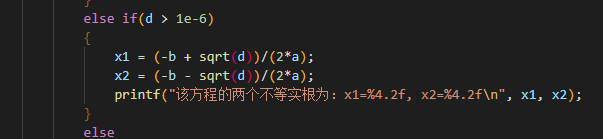 }
else if(d > 1e-6)
{
x1 = (-b + sqrt(d))/(2*a);
x2 = (-b - sqrt(d))/(2*a);
printf("该方程的两个不等实根为：x1=%4.2f, x2=%4.2f\n", x1, x2);
}
else